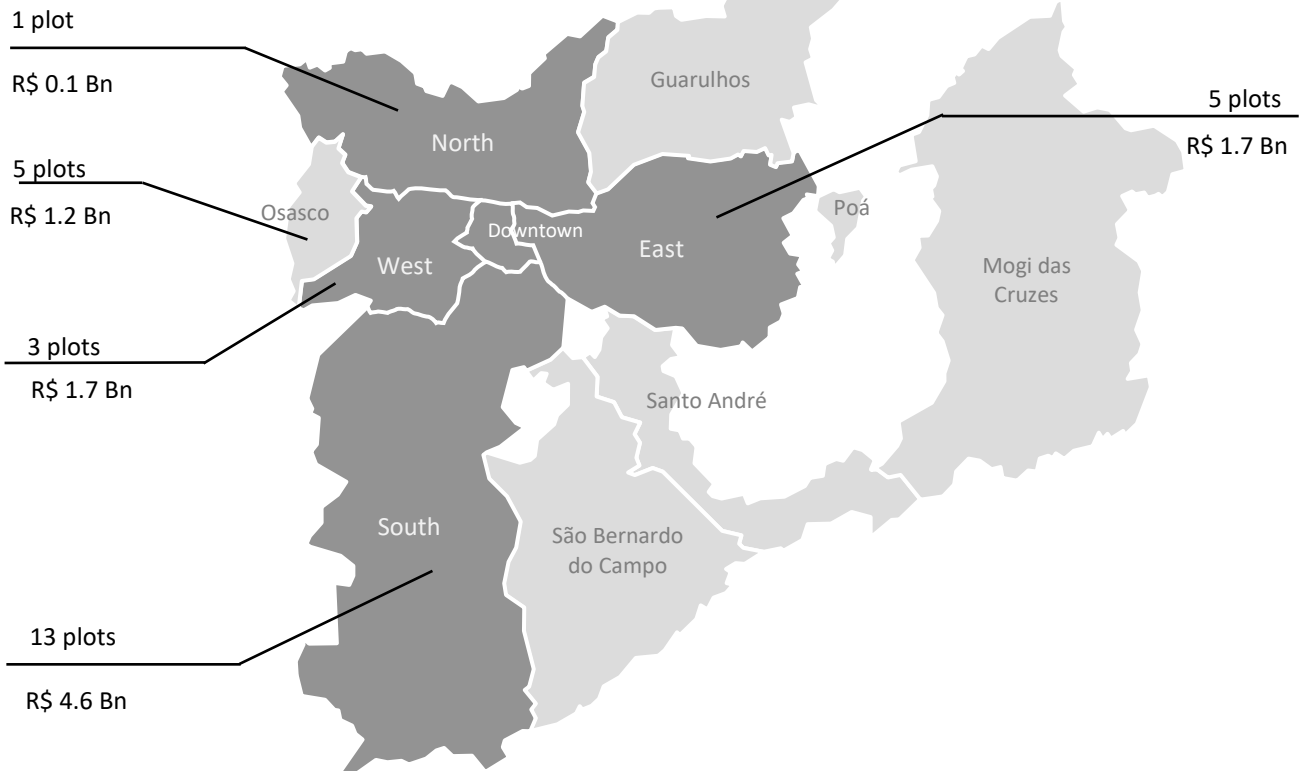 1 plot
R$ 0.1 Bn
Guarulhos
5 plots
R$ 1.7 Bn
North
5 plots
R$ 1.2 Bn
Osasco
Downtown
Poá
East
West
Mogi das
Cruzes
3 plots
R$ 1.7 Bn
Santo André
South
São Bernardo
do Campo
13 plots
R$ 4.6 Bn